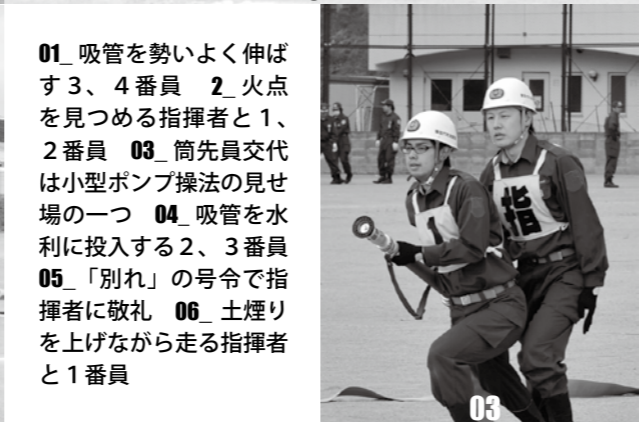 01_ 吸管を勢いよく伸ば
す３、４番員　2_ 火点
を見つめる指揮者と１、
２番員　03_ 筒先員交代
は小型ポンプ操法の見せ
場の一つ　04_ 吸管を水
利に投入する２、３番員
05_「別れ」の号令で指
揮者に敬礼　06_ 土煙り
を上げながら走る指揮者
と１番員
指
1
03